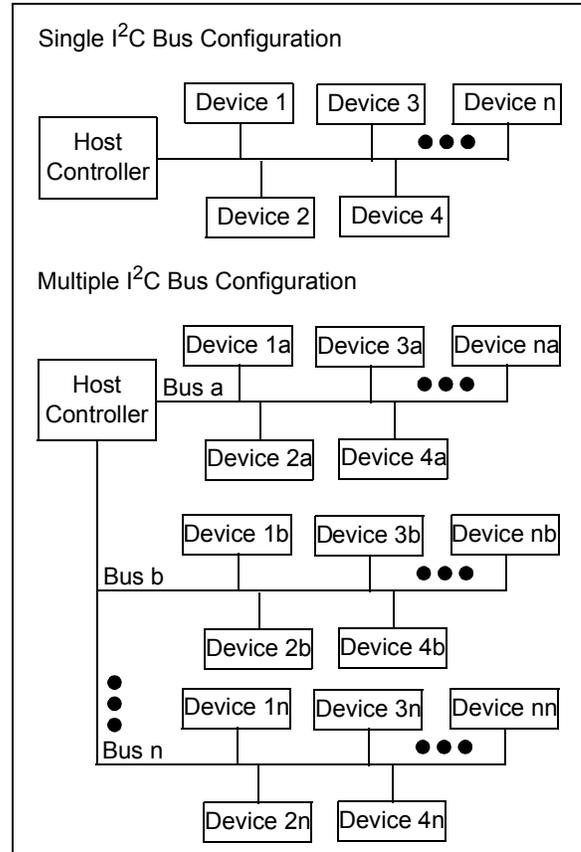 Single I²C Bus Configuration
Device 1
Device 3
Device n
Host
Controller
Device 2
Device 4
Multiple I²C Bus Configuration
Device 1a
Device 3a
Device na
Host
Controller
Bus a
Device 2a
Device 4a
Device 1b
Device 3b
Device nb
Bus b
Device 2b
Device 4b
Device 1n
Device 3n
Device nn
Bus n
Device 2n
Device 4n